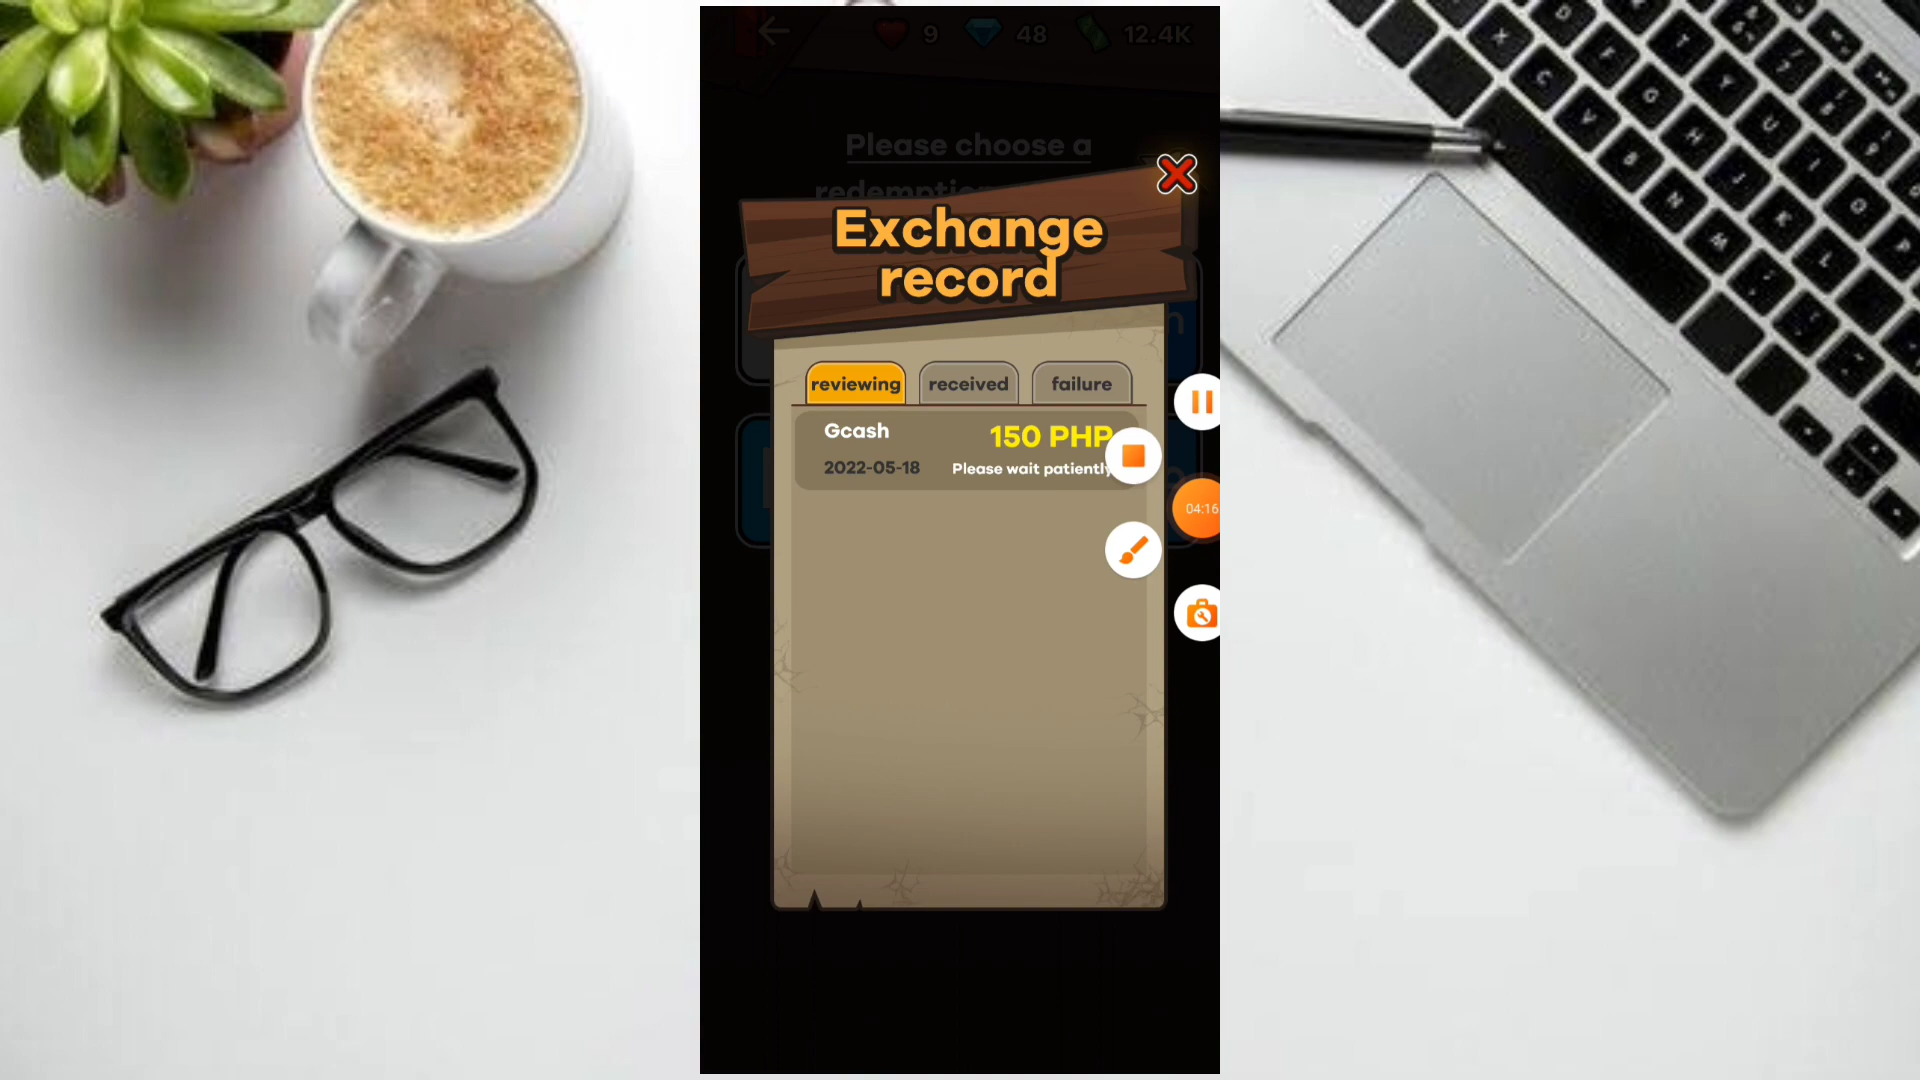 9 48 12.4K
Please choose a
redemption
Exchange
record
reviewing received failure
Gcash 150 PHP
2022-05-18 Please wait patiently
04:16